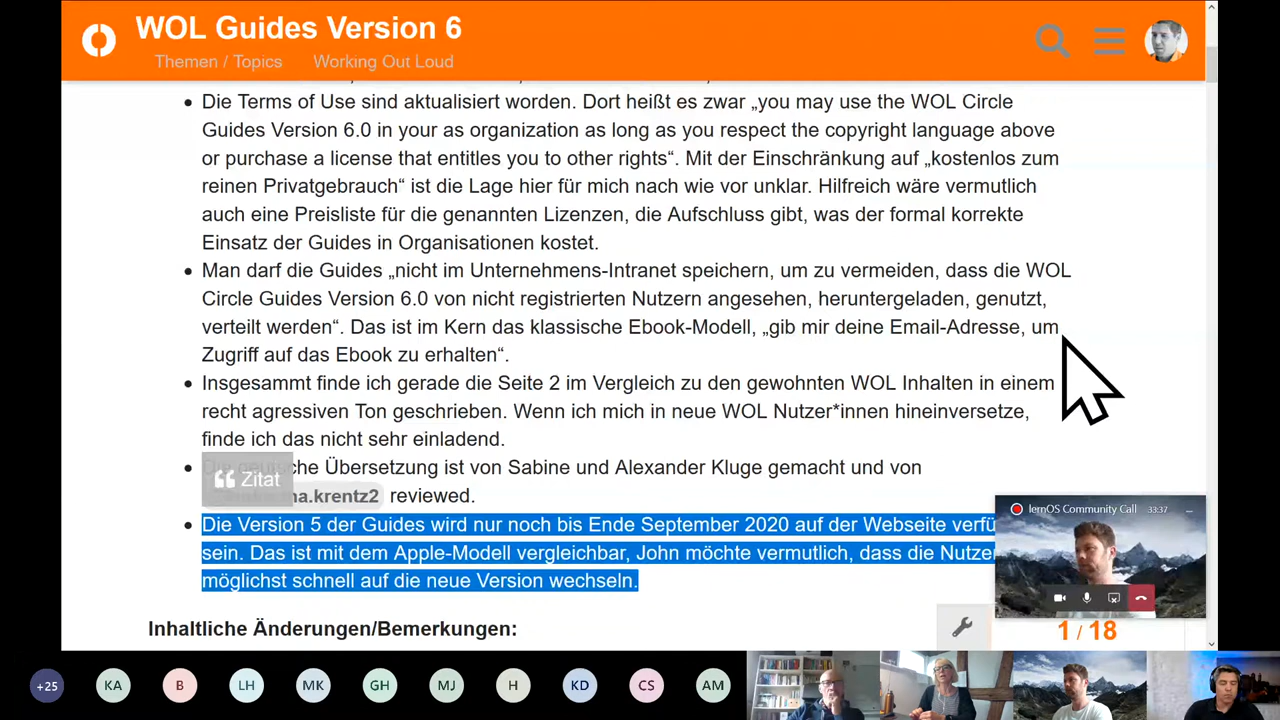 WOL Guides Version 6
Themen / Topics Working Out Loud
Die Terms of Use sind aktualisiert worden. Dort heißt es zwar „you may use the WOL Circle
Guides Version 6.0 in your as organization as long as you respect the copyright language above
or purchase a license that entitles you to other rights“. Mit der Einschränkung auf „kostenlos zum
reinen Privatgebrauch“ ist die Lage hier für mich nach wie vor unklar. Hilfreich wäre vermutlich
auch eine Preisliste für die genannten Lizenzen, die Aufschluss gibt, was der formal korrekte
Einsatz der Guides in Organisationen kostet.
Man darf die Guides „nicht im Unternehmens-Intranet speichern, um zu vermeiden, dass die WOL
Circle Guides Version 6.0 von nicht registrierten Nutzern angesehen, heruntergeladen, genutzt,
verteilt werden“. Das ist im Kern das klassische Ebook-Modell, „gib mir deine Email-Adresse, um
Zugriff auf das Ebook zu erhalten“.
Insgesammt finde ich gerade die Seite 2 im Vergleich zu den gewohnten WOL Inhalten in einem
recht agressiven Ton geschrieben. Wenn ich mich in neue WOL Nutzer*innen hineinversetze,
finde ich das nicht sehr einladend.
Die deutsche Übersetzung ist von Sabine und Alexander Kluge gemacht und von
Zitat
na.krentz2 reviewed.
Die Version 5 der Guides wird nur noch bis Ende September 2020 auf der Webseite verfü
sein. Das ist mit dem Apple-Modell vergleichbar, John möchte vermutlich, dass die Nutzer
möglichst schnell auf die neue Version wechseln.
lernOS Community Call 33:37
Inhaltliche Änderungen/Bemerkungen:
1 / 18
+25 KA B LH MK GH MJ H KD CS AM